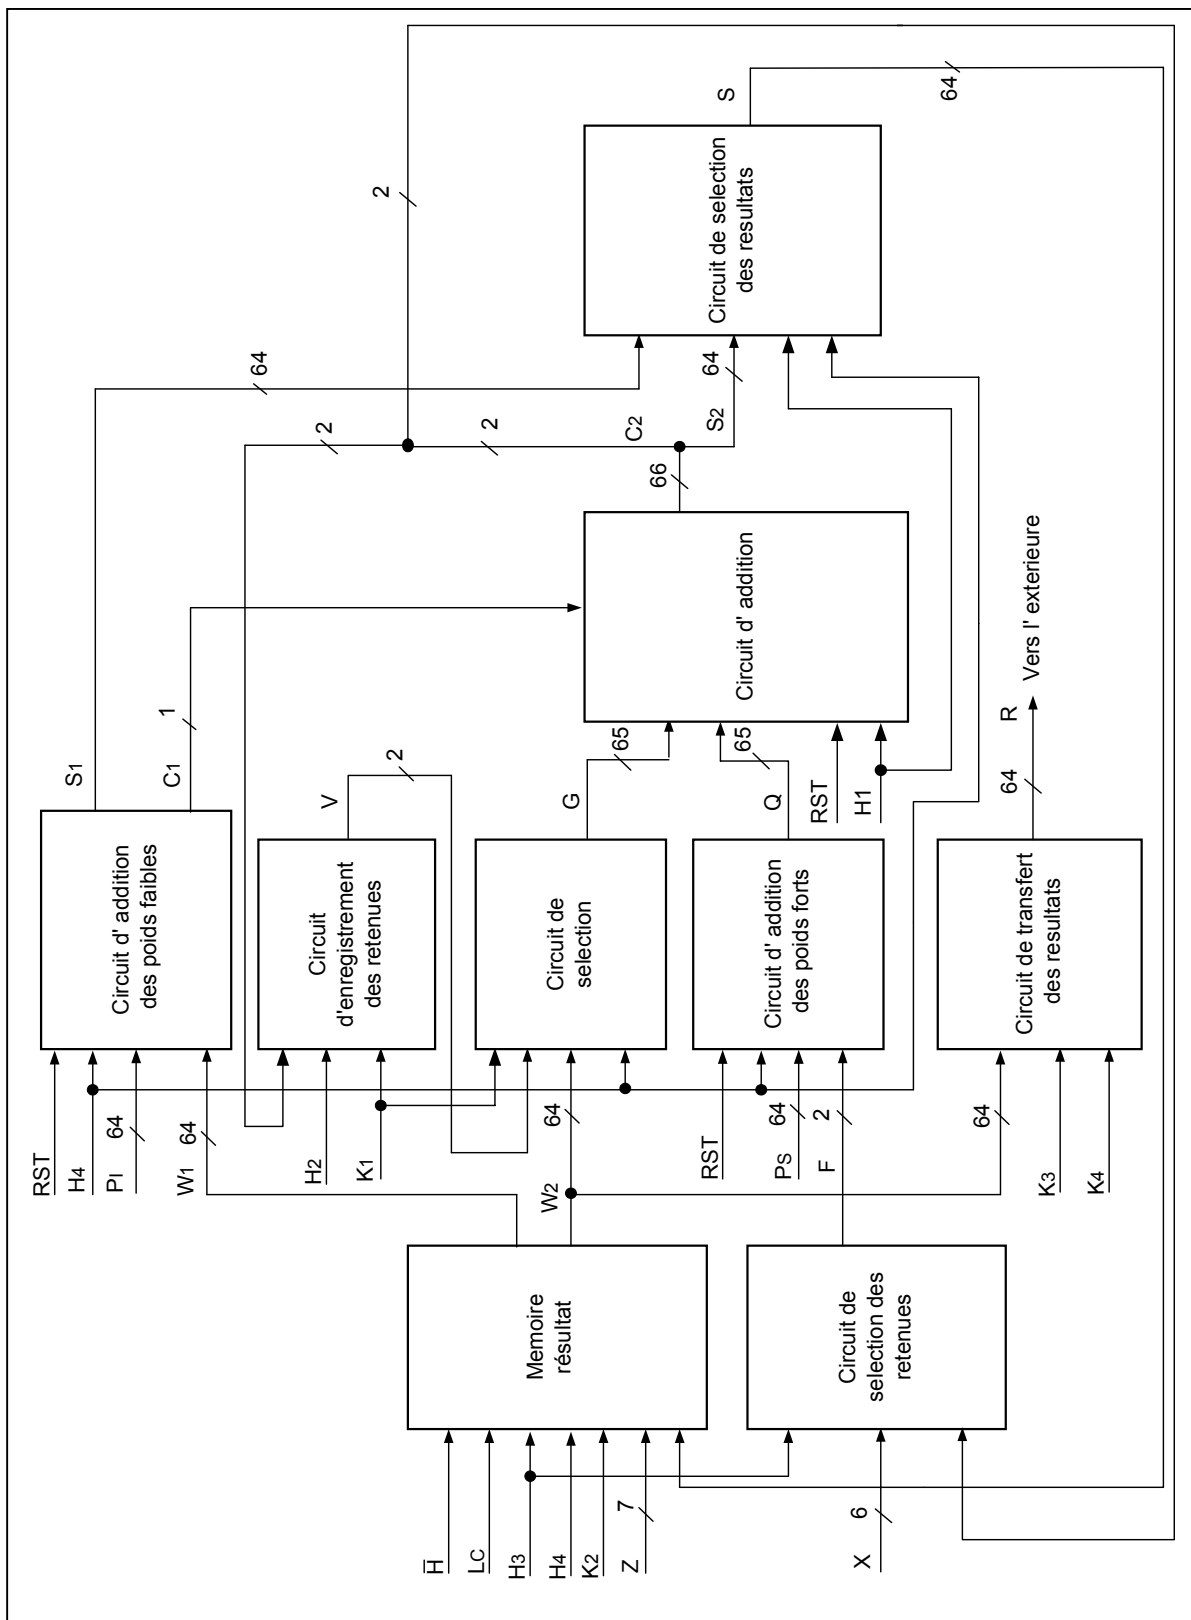 RST
H4
Pl
64
W1
64
Circuit d' addition
des poids faibles
S1
C1
1
64
2
2
2
64
H2
K1
Circuit
d'enregistrement
des retenues
V
2
C2
S2
64
66
S
W2
64
Circuit de
selection
G
65
Circuit d' addition
Circuit de selection
des resultats
RST
PS
64
F
2
Circuit d' addition
des poids forts
Q
65
RST
H1
64
K3
K4
Circuit de transfert
des resultats
64
R
Vers l' exterieure
H
LC
H3
H4
K2
Z
7
Memoire
résultat
X
6
Circuit de
selection des
retenues